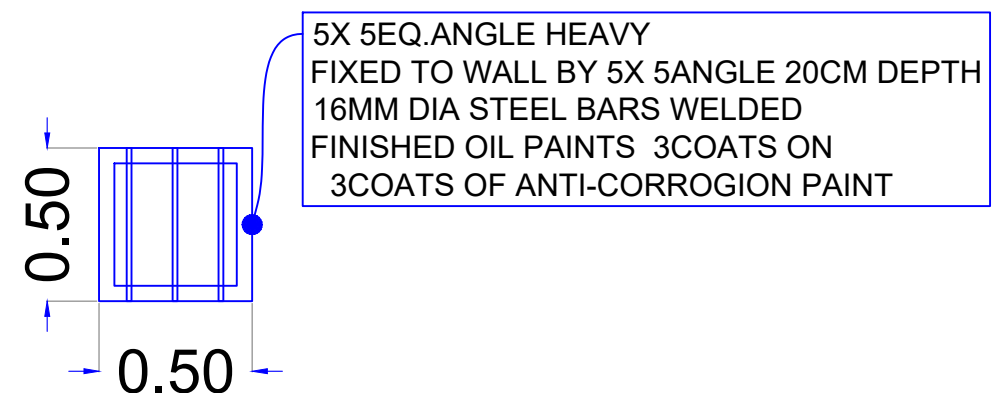 5X 5EQ.ANGLE HEAVY
FIXED TO WALL BY 5X 5ANGLE 20CM DEPTH
16MM DIA STEEL BARS WELDED
FINISHED OIL PAINTS 3COATS ON
3COATS OF ANTI-CORROGION PAINT
0.50
0.50